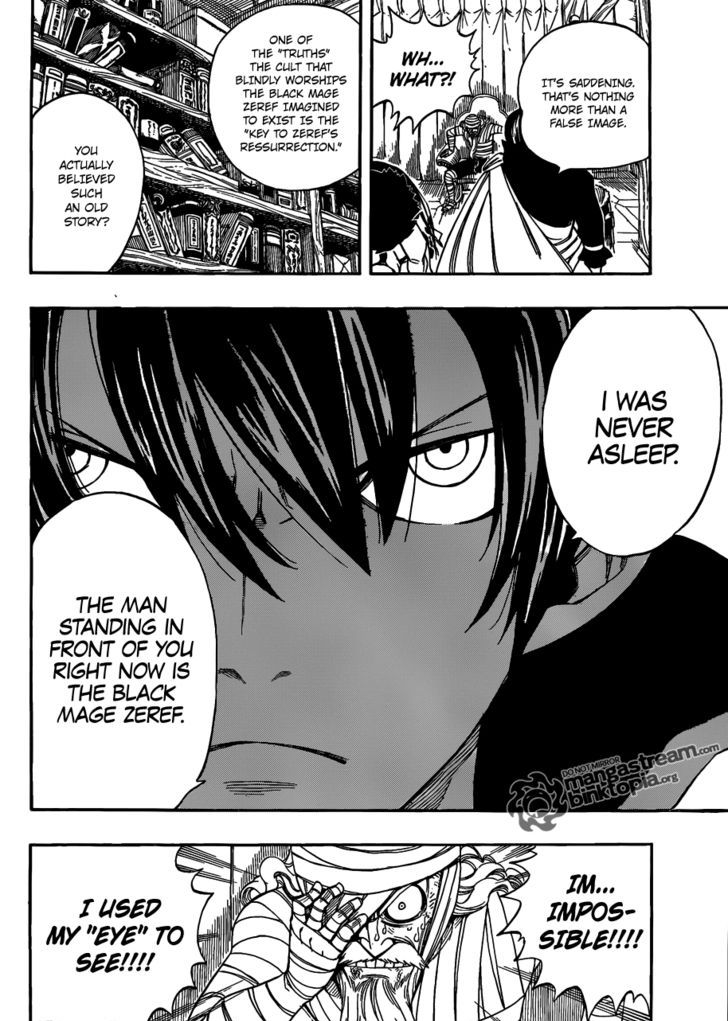 IT'S SADDENING.
THAT'S NOTHING
MORE THAN A
FALSE IMAGE.
WH...
WHAT?!
ONE OF
THE "TRUTHS"
THE CULT THAT
BLINDLY WORSHIPS
THE BLACK MAGE
ZEREF IMAGINED
TO EXIST IS THE
"KEY TO ZEREF'S
RESSURRECTION."
YOU
ACTUALLY
BELIEVED
SUCH
AN OLD
STORY?
I WAS
NEVER
ASLEEP.
THE MAN
STANDING IN
FRONT OF YOU
RIGHT NOW IS
THE BLACK
MAGE ZEREF.
DO NOT MIRROR
mangastream.com
binktopia.org
IM...
IMPOS-
SIBLE!!!!
I USED
MY "EYE" TO
SEE!!!!